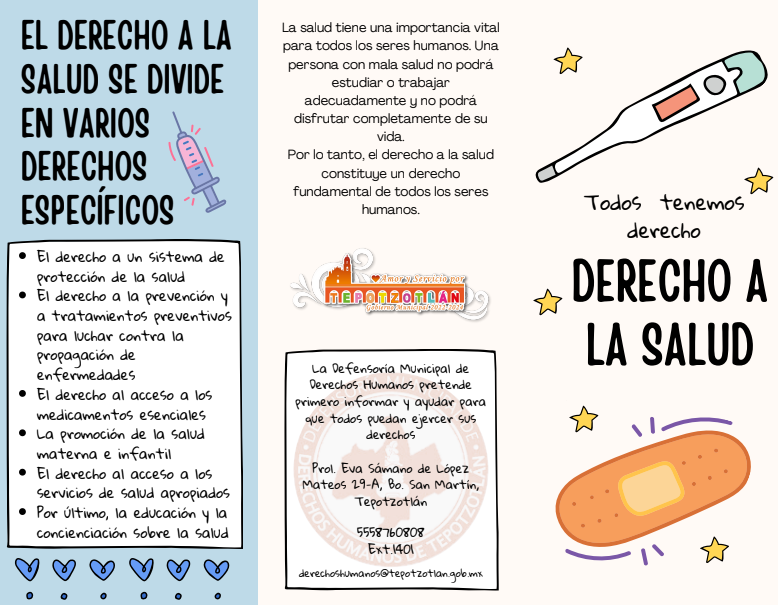 EL DERECHO A LA
SALUD SE DIVIDE
EN VARIOS
DERECHOS
ESPECÍFICOS
El derecho a un sistema de
protección de la salud
El derecho a la prevención y
a tratamientos preventivos
para luchar contra la
propagación de
enfermedades
El derecho al acceso a los
medicamentos esenciales
La promoción de la salud
materna e infantil
El derecho al acceso a los
servicios de salud apropiados
Por último, la educación y la
concienciación sobre la salud
La salud tiene una importancia vital
para todos los seres humanos. Una
persona con mala salud no podrá
estudiar o trabajar
adecuadamente y no podrá
disfrutar completamente de su
vida.
Por lo tanto, el derecho a la salud
constituye un derecho
fundamental de todos los seres
humanos.
Amor y Servicio por
TEPOTZOTLÁN
Gobierno Municipal 2022-2024
La Defensoría Municipal de
Derechos Humanos pretende
primero informar y ayudar para
que todos puedan ejercer sus
derechos
Prol. Eva Sámano de López
Mateos 29-A, Bo. San Martín,
Tepotzotlán
5558760808
Ext.1401
derechoshumanos@tepotzotlan.gob.mx
Todos tenemos
derecho
DERECHO A
LA SALUD